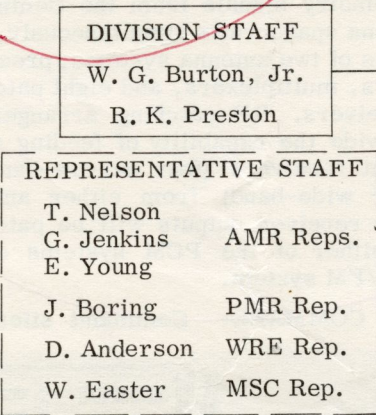 DIVISION STAFF
W. G. Burton, Jr.
R. K. Preston
REPRESENTATIVE STAFF
T. Nelson
G. Jenkins AMR Reps.
E. Young
J. Boring PMR Rep.
D. Anderson WRE Rep.
W. Easter MSC Rep.